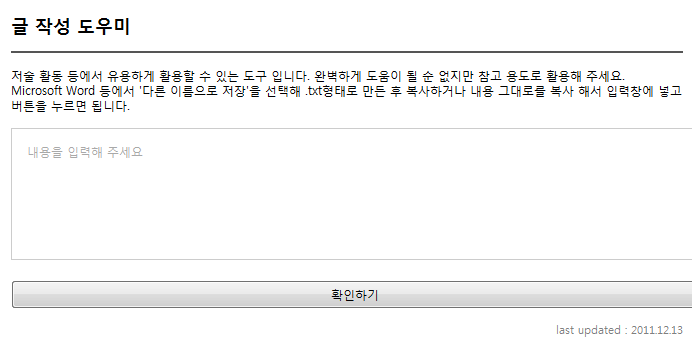 글 작성 도우미
저술 활동 등에서 유용하게 활용할 수 있는 도구 입니다. 완벽하게 도움이 될 순 없지만 참고 용도로 활용해 주세요.
Microsoft Word 등에서 '다른 이름으로 저장'을 선택해 .txt형태로 만든 후 복사하거나 내용 그대로를 복사 해서 입력창에 넣고
버튼을 누르면 됩니다.
내용을 입력해 주세요
확인하기
last updated : 2011.12.13